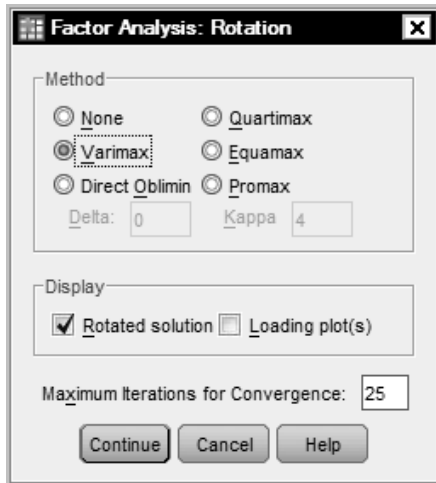 Factor Analysis: Rotation
Method
None Quartimax
Varimax Equamax
Direct Oblimin Promax
Delta: 0 Kappa 4
Display
Rotated solution Loading plot(s)
Maximum Iterations for Convergence: 25
Continue Cancel Help